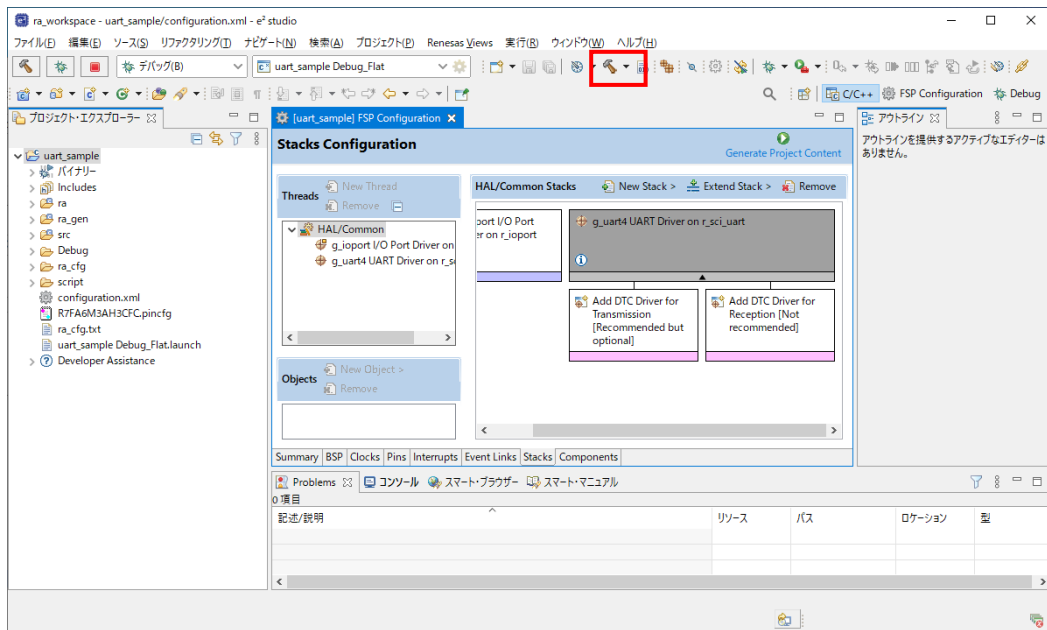 ra_workspace - uart_sample/configuration.xml - e² studio
ファイル(F) 編集(E) ソース(S) リファクタリング(T) ナビゲート(N) 検索(A) プロジェクト(P) Renesas Views 実行(R) ウィンドウ(W) ヘルプ(H)
デバッグ(B) uart_sample Debug_Flat
C/C++ FSP Configuration Debug
プロジェクト・エクスプローラー
uart_sample
バイナリー
Includes
ra
ra_gen
src
Debug
ra_cfg
script
configuration.xml
R7FA6M3AH3CFC.pincfg
ra_cfg.txt
uart_sample Debug_Flat.launch
Developer Assistance
[uart_sample] FSP Configuration
Stacks Configuration
Generate Project Content
Threads
New Thread
Remove
HAL/Common
g_ioport I/O Port Driver on
g_uart4 UART Driver on r_s
Objects
New Object >
Remove
HAL/Common Stacks New Stack > Extend Stack > Remove
port I/O Port
er on r_ioport
g_uart4 UART Driver on r_sci_uart
Add DTC Driver for
Transmission
[Recommended but
optional]
Add DTC Driver for
Reception [Not
recommended]
Summary BSP Clocks Pins Interrupts Event Links Stacks Components
アウトライン
アウトラインを提供するアクティブなエディターは
ありません。
Problems コンソール スマート・ブラウザー スマート・マニュアル
0 項目
記述/説明 リソース パス ロケーション 型